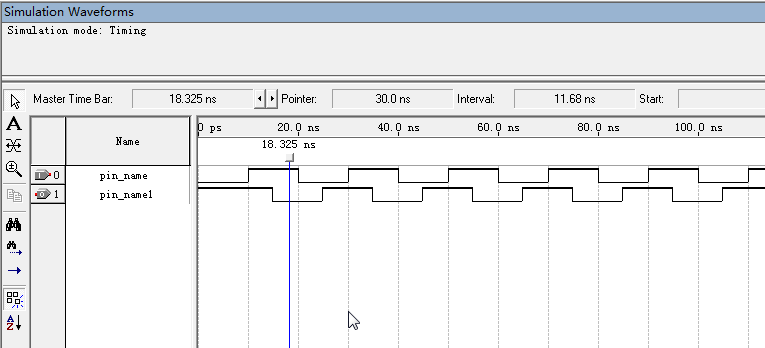 Simulation Waveforms
Simulation mode: Timing
Master Time Bar: 18.325 ns Pointer: 30.0 ns Interval: 11.68 ns Start:
Name 0 ps 20.0 ns 40.0 ns 60.0 ns 80.0 ns 100.0 ns
18.325 ns
0 pin_name
1 pin_name1